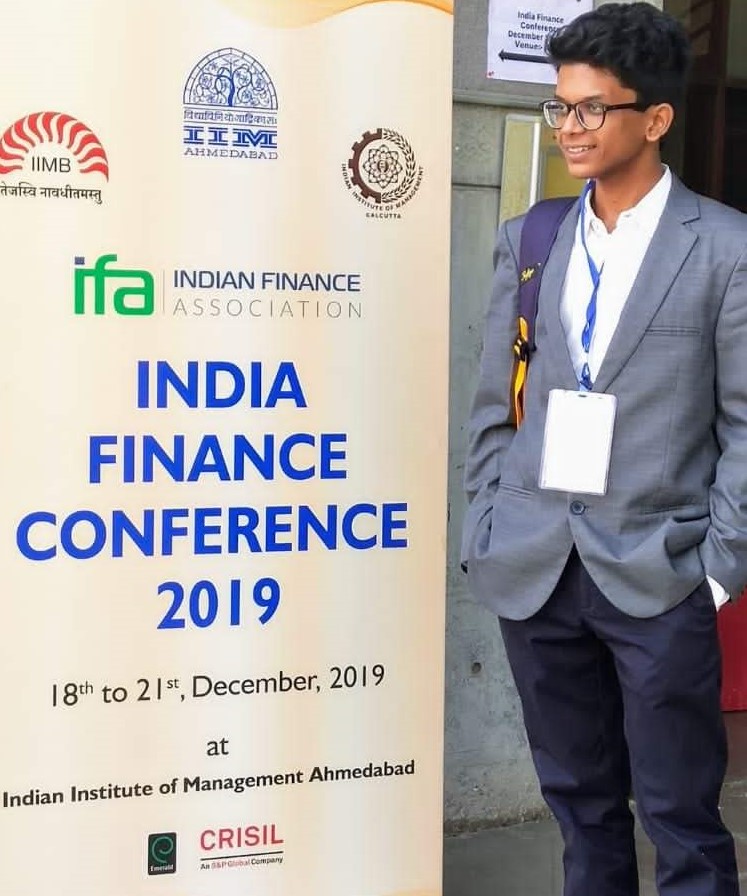 India Finance
Conference
December
Venue:-
IIMB
तेजस्वि नावधीतमस्तु
विद्याविनियोगाद्विकासः
IIM
AHMEDABAD
INDIAN INSTITUTE OF MANAGEMENT
CALCUTTA
ifa
INDIAN FINANCE
ASSOCIATION
INDIA
FINANCE
CONFERENCE
2019
18th to 21st, December, 2019
at
Indian Institute of Management Ahmedabad
Emerald
CRISIL
An S&P Global Company